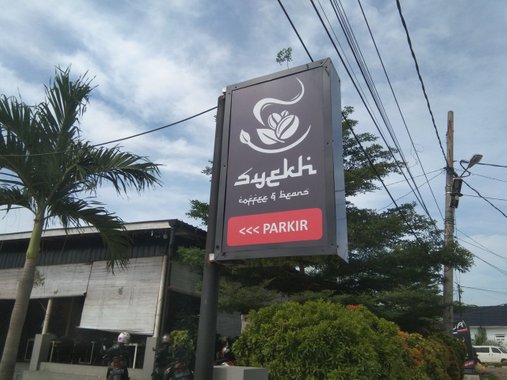 syekh
coffee & beans
<<< PARKIR